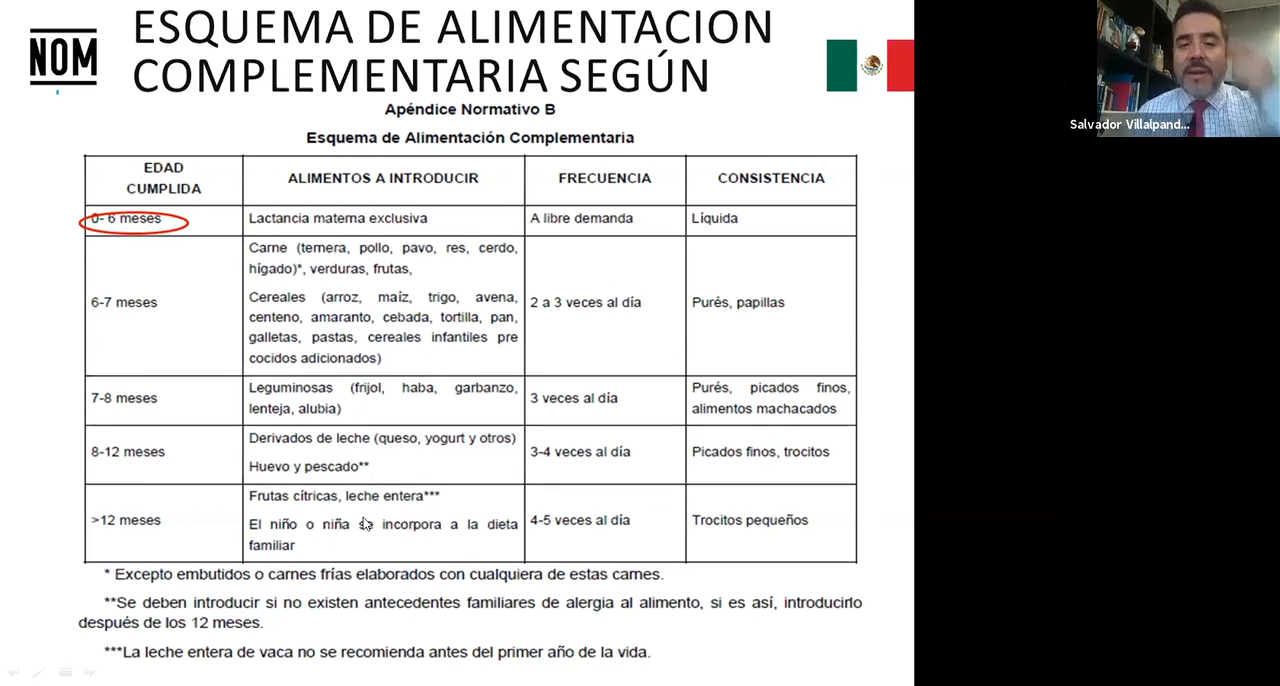 NOM
ESQUEMA DE ALIMENTACION
COMPLEMENTARIA SEGÚN
Salvador Villalpand...
Apéndice Normativo B
Esquema de Alimentación Complementaria
EDAD
CUMPLIDA
ALIMENTOS A INTRODUCIR
FRECUENCIA
CONSISTENCIA
0- 6 meses
Lactancia materna exclusiva
A libre demanda
Líquida
6-7 meses
Carne (ternera, pollo, pavo, res, cerdo,
hígado)*, verduras, frutas,
Cereales (arroz, maíz, trigo, avena,
centeno, amaranto, cebada, tortilla, pan,
galletas, pastas, cereales infantiles pre
cocidos adicionados)
2 a 3 veces al día
Purés, papillas
7-8 meses
Leguminosas (frijol, haba, garbanzo,
lenteja, alubia)
3 veces al día
Purés, picados finos,
alimentos machacados
8-12 meses
Derivados de leche (queso, yogurt y otros)
Huevo y pescado**
3-4 veces al día
Picados finos, trocitos
>12 meses
Frutas cítricas, leche entera***
El niño o niña se incorpora a la dieta
familiar
4-5 veces al día
Trocitos pequeños
* Excepto embutidos o carnes frías elaborados con cualquiera de estas carnes.
**Se deben introducir si no existen antecedentes familiares de alergia al alimento, si es así, introducirlo
después de los 12 meses.
***La leche entera de vaca no se recomienda antes del primer año de la vida.